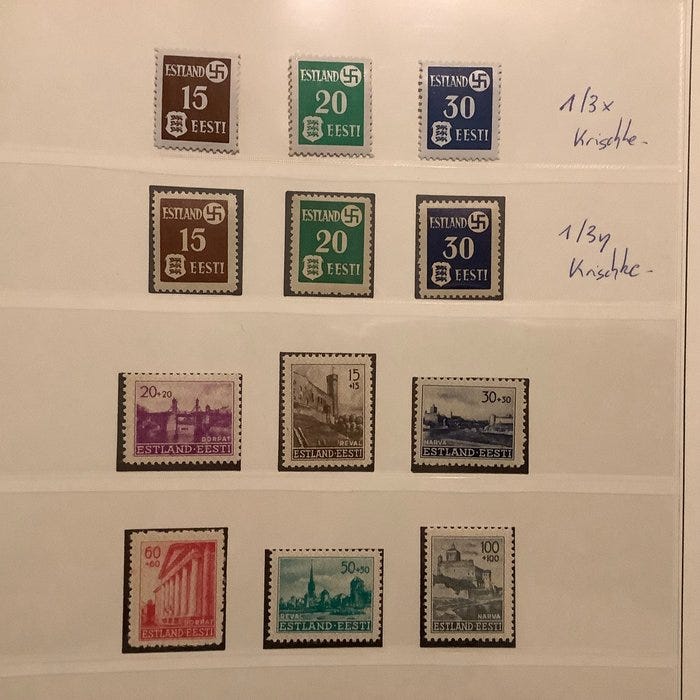 ESTLAND
15
EESTI
ESTLAND
20
EESTI
ESTLAND
30
EESTI
1/3x
Krischke
ESTLAND
15
EESTI
ESTLAND
20
EESTI
ESTLAND
30
EESTI
1/3y
Krischke
20+20
DORPAT
ESTLAND-EESTI
15
+15
REVAL
ESTLAND-EESTI
30+30
NARVA
ESTLAND-EESTI
60
+60
DORPAT
ESTLAND-EESTI
50+50
REVAL
ESTLAND-EESTI
100
+100
NARVA
ESTLAND-EESTI